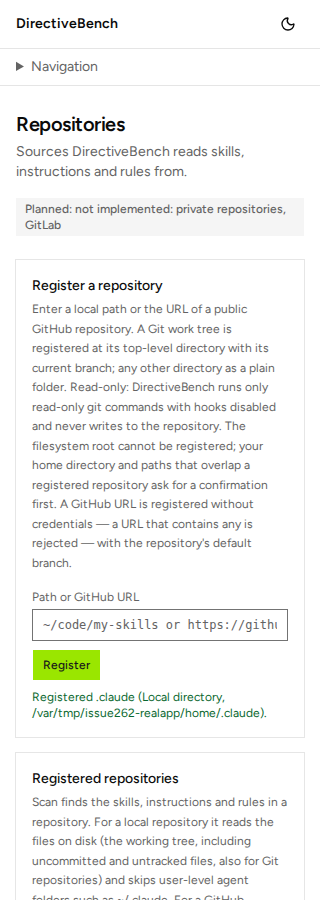 DirectiveBench
Navigation
Repositories
Sources DirectiveBench reads skills,
instructions and rules from.
Planned: not implemented: private repositories,
GitLab
Register a repository
Enter a local path or the URL of a public
GitHub repository. A Git work tree is
registered at its top-level directory with its
current branch; any other directory as a plain
folder. Read-only: DirectiveBench runs only
read-only git commands with hooks disabled
and never writes to the repository. The
filesystem root cannot be registered; your
home directory and paths that overlap a
registered repository ask for a confirmation
first. A GitHub URL is registered without
credentials — a URL that contains any is
rejected — with the repository's default
branch.
Path or GitHub URL
~/code/my-skills or https://githu
Register
Registered .claude (Local directory,
/var/tmp/issue262-realapp/home/.claude).
Registered repositories
Scan finds the skills, instructions and rules in a
repository. For a local repository it reads the
files on disk (the working tree, including
uncommitted and untracked files, also for Git
repositories) and skips user-level agent
folders such as ~/.claude. For a GitHub